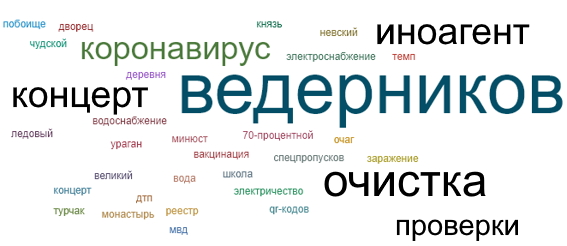 побоище дворец князь невский иноагент
чудской коронавирус электроснабжение темп
деревня
концерт ведерников
водоснабжение
ледовый ураган минюст 70-процентной очаг
вакцинация спецпропусков заражение
великий вода школа очистка
концерт дтп электричество
турчак монастырь реестр qr-кодов
мвд проверки